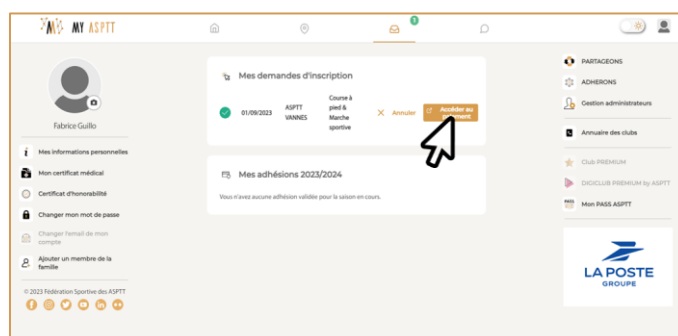 MY ASPTT
1
Fabrice Guillo
Mes informations personnelles
Mon certificat médical
Certificat d'honorabilité
Changer mon mot de passe
Changer l'email de mon
compte
Ajouter un membre de la
famille
© 2023 Fédération Sportive des ASPTT
Mes demandes d'inscription
01/09/2023
ASPTT
VANNES
Course à
pied &
Marche
sportive
Annuler
Accéder au
Mes adhésions 2023/2024
Vous n'avez aucune adhésion validée pour la saison en cours.
PARTAGEONS
ADHERONS
Gestion administrateurs
Annuaire des clubs
Club PREMIUM
DIGICLUB PREMIUM by ASPTT
Mon PASS ASPTT
LA POSTE
GROUPE